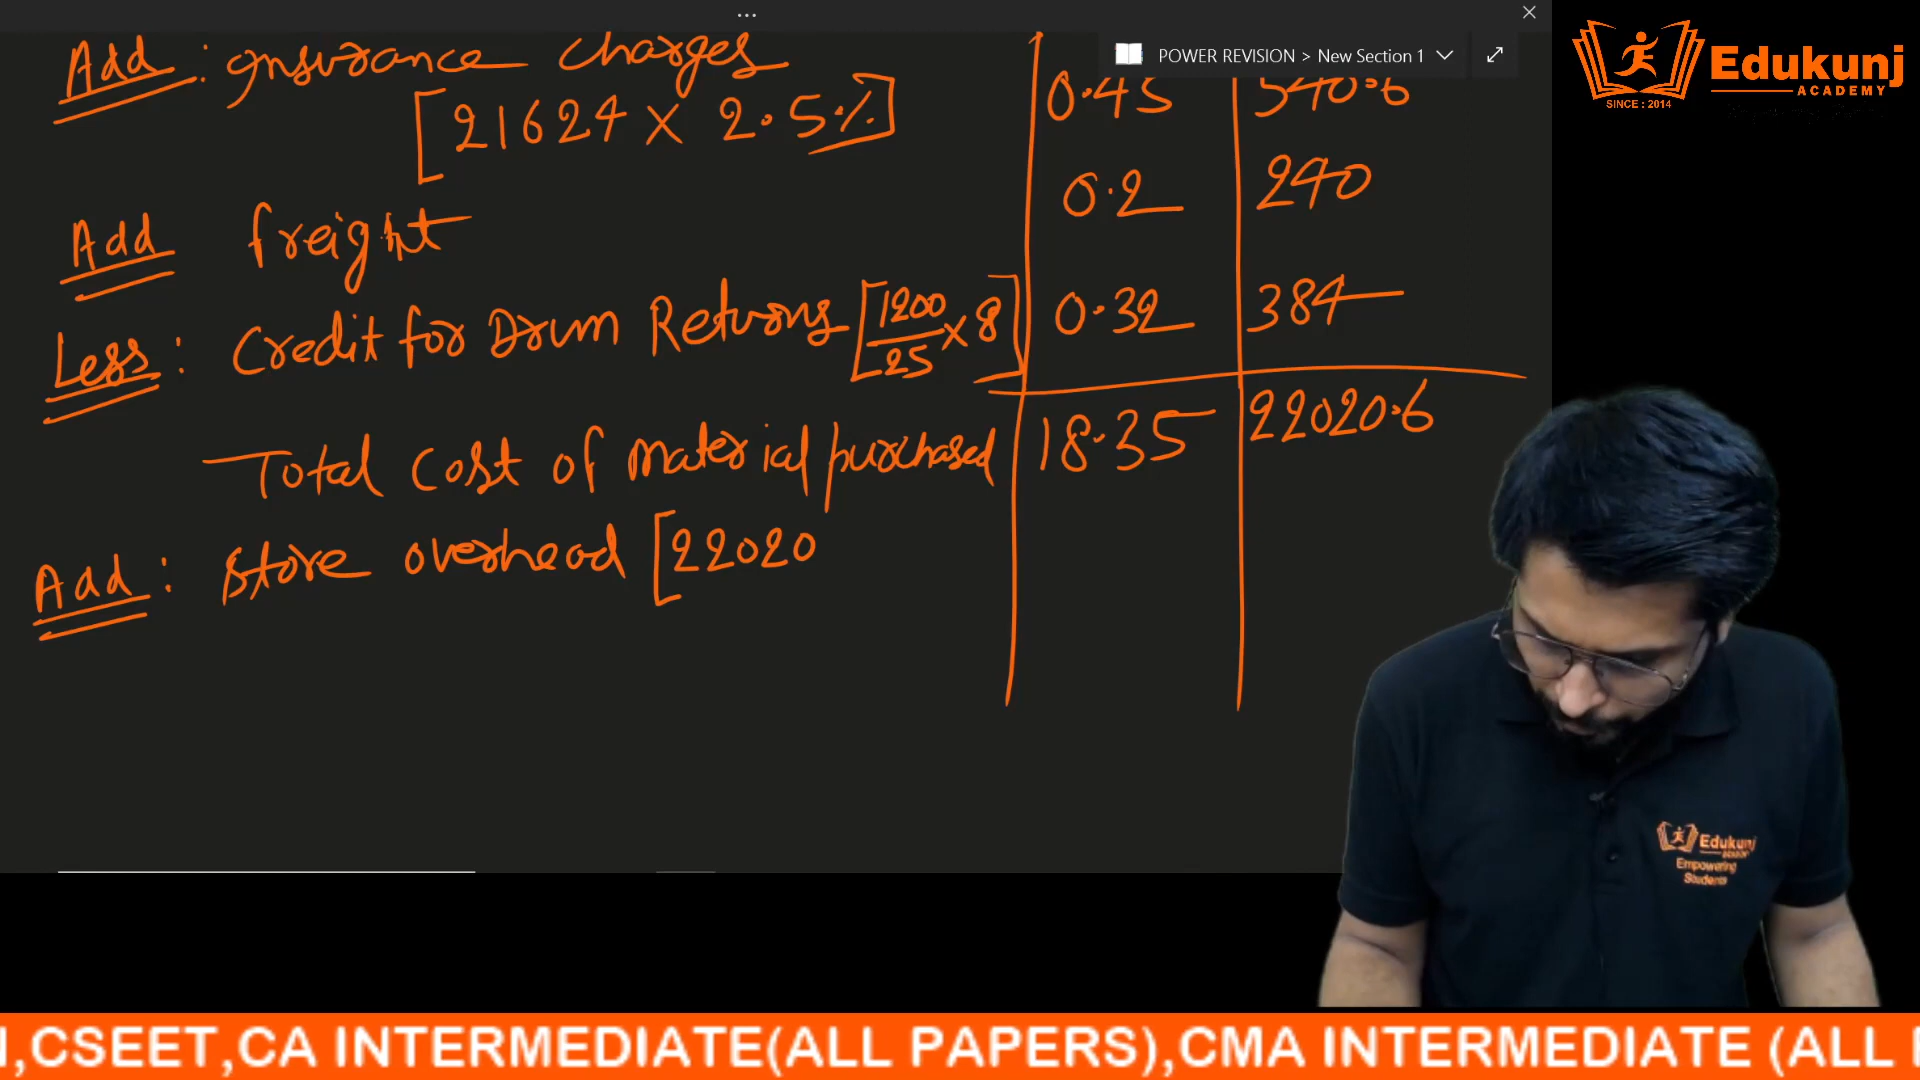 POWER REVISION > New Section 1
Edukunj
ACADEMY
SINCE : 2014
Add : Insurance charges
[21624 X 2.5%]
0.45 540.6
Add freight 0.2 240
Less : Credit for Drum Returns [1200/25 x 8] 0.32 384
Total cost of material purchased 18.35 22020.6
Add : store overhead [22020
Edukunj
Empowering
Students
,CSEET,CA INTERMEDIATE(ALL PAPERS),CMA INTERMEDIATE (ALL